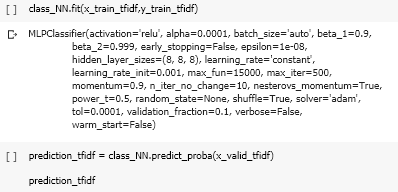 [ ] class_NN.fit(x_train_tfidf,y_train_tfidf)
MLPClassifier(activation='relu', alpha=0.0001, batch_size='auto', beta_1=0.9,
beta_2=0.999, early_stopping=False, epsilon=1e-08,
hidden_layer_sizes=(8, 8, 8), learning_rate='constant',
learning_rate_init=0.001, max_fun=15000, max_iter=500,
momentum=0.9, n_iter_no_change=10, nesterovs_momentum=True,
power_t=0.5, random_state=None, shuffle=True, solver='adam',
tol=0.0001, validation_fraction=0.1, verbose=False,
warm_start=False)
[ ] prediction_tfidf = class_NN.predict_proba(x_valid_tfidf)
prediction_tfidf